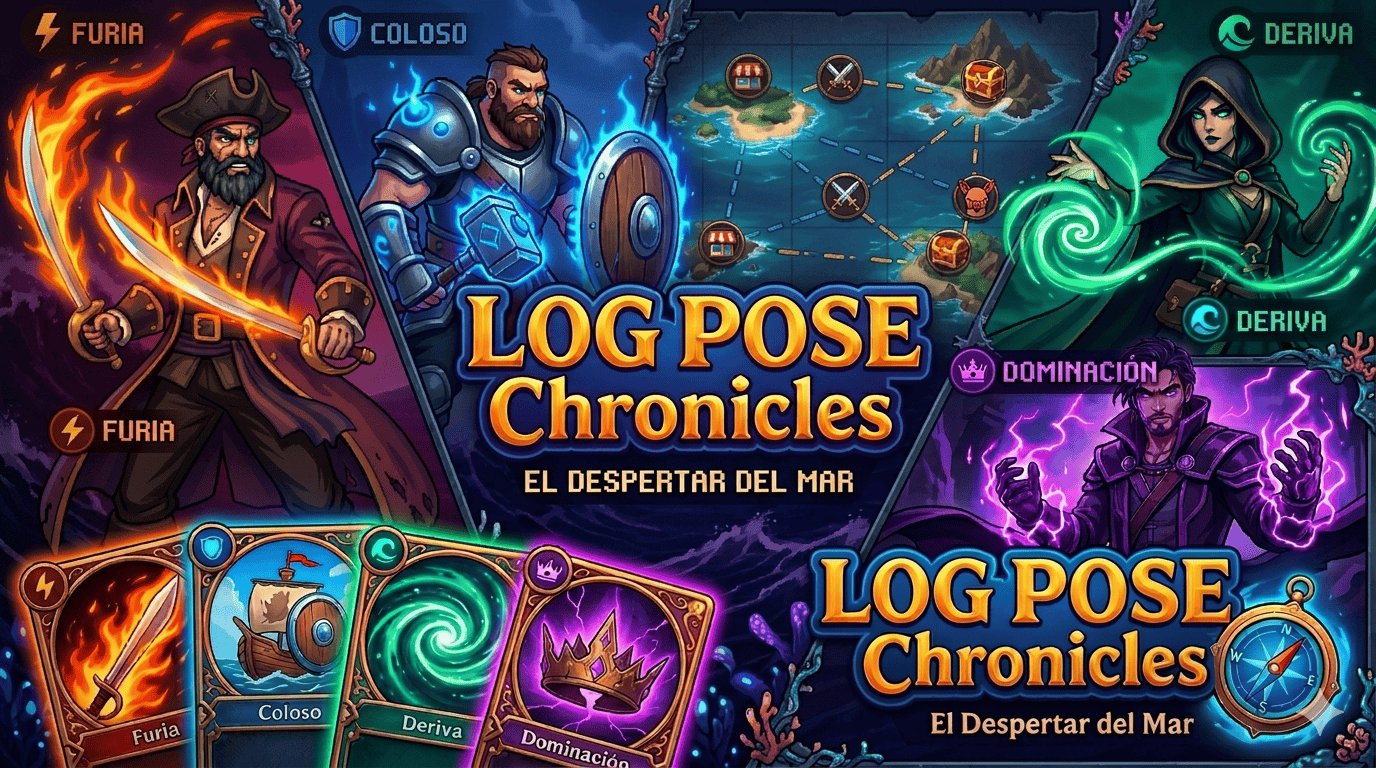 FURIA
COLOSO
DERIVA
FURIA
LOG POSE
Chronicles
EL DESPERTAR DEL MAR
DERIVA
DOMINACIÓN
Furia
Coloso
Deriva
Dominación
LOG POSE
Chronicles
El Despertar del Mar
N
W
E
S